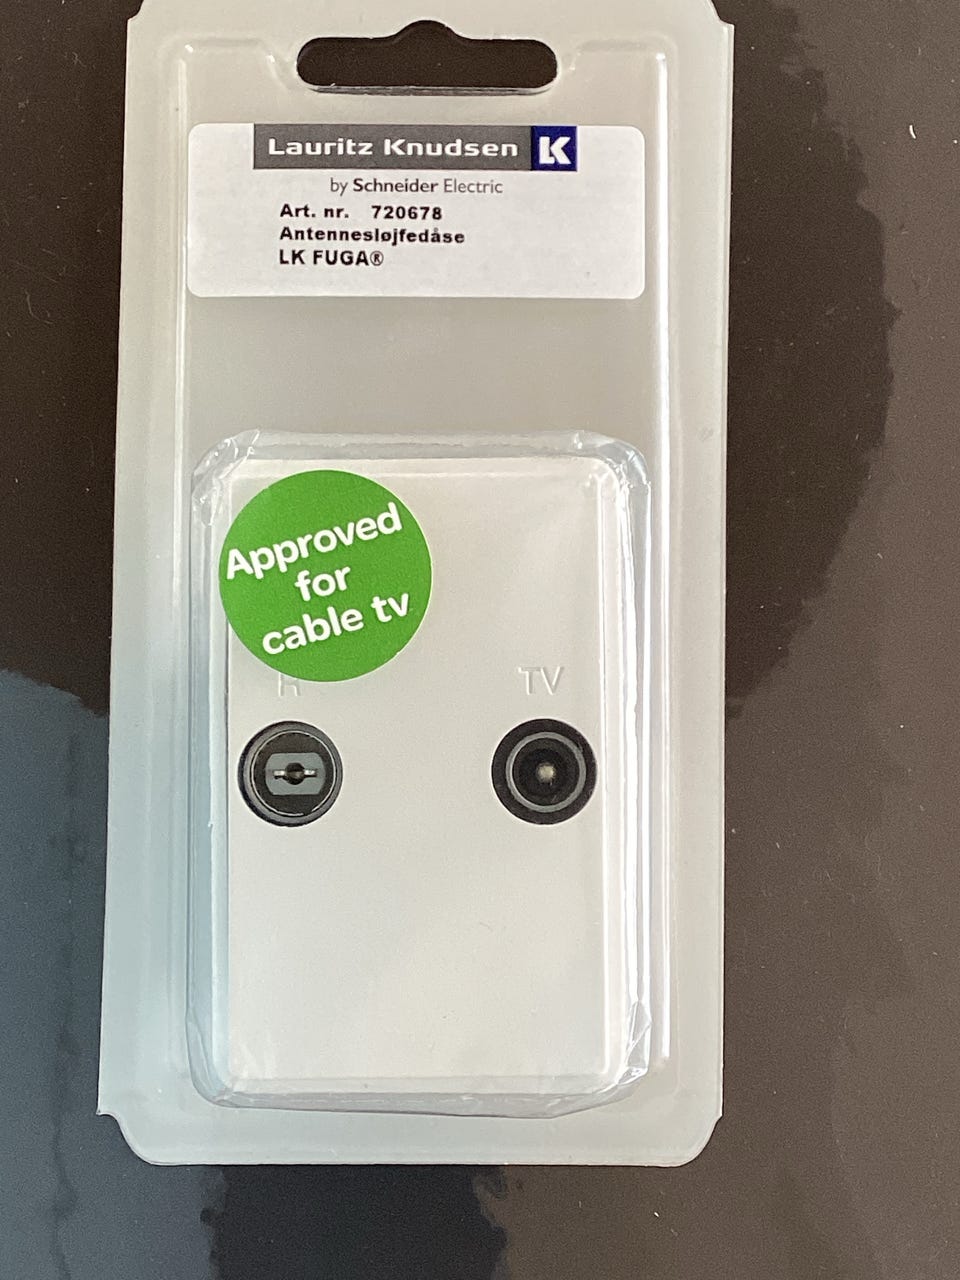 Lauritz Knudsen LK
by Schneider Electric
Art. nr. 720678
Antennesløjfedåse
LK FUGA®
Approved
for
cable tv
R TV